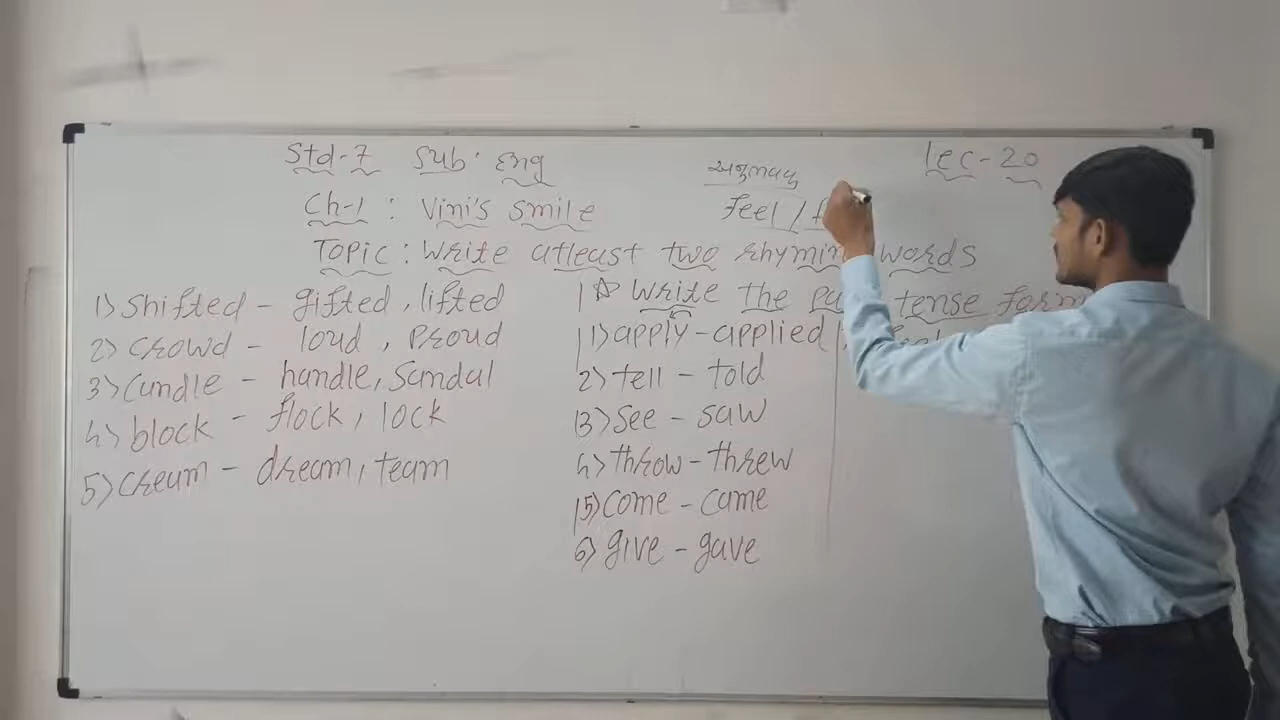 Std-7 Sub: Eng
Lec-20
Ch-1 : Vini's Smile
અનુભવવું
Feel / f
Topic: Write atleast two rhyming words
1) Shifted - gifted, lifted
2) Crowd - loud, Proud
3) Candle - handle, Sandal
4) block - flock, lock
5) Cream - dream, team
Write the tense form
1) apply - applied
2) tell - told
3) See - saw
4) throw - threw
5) Come - came
6) give - gave